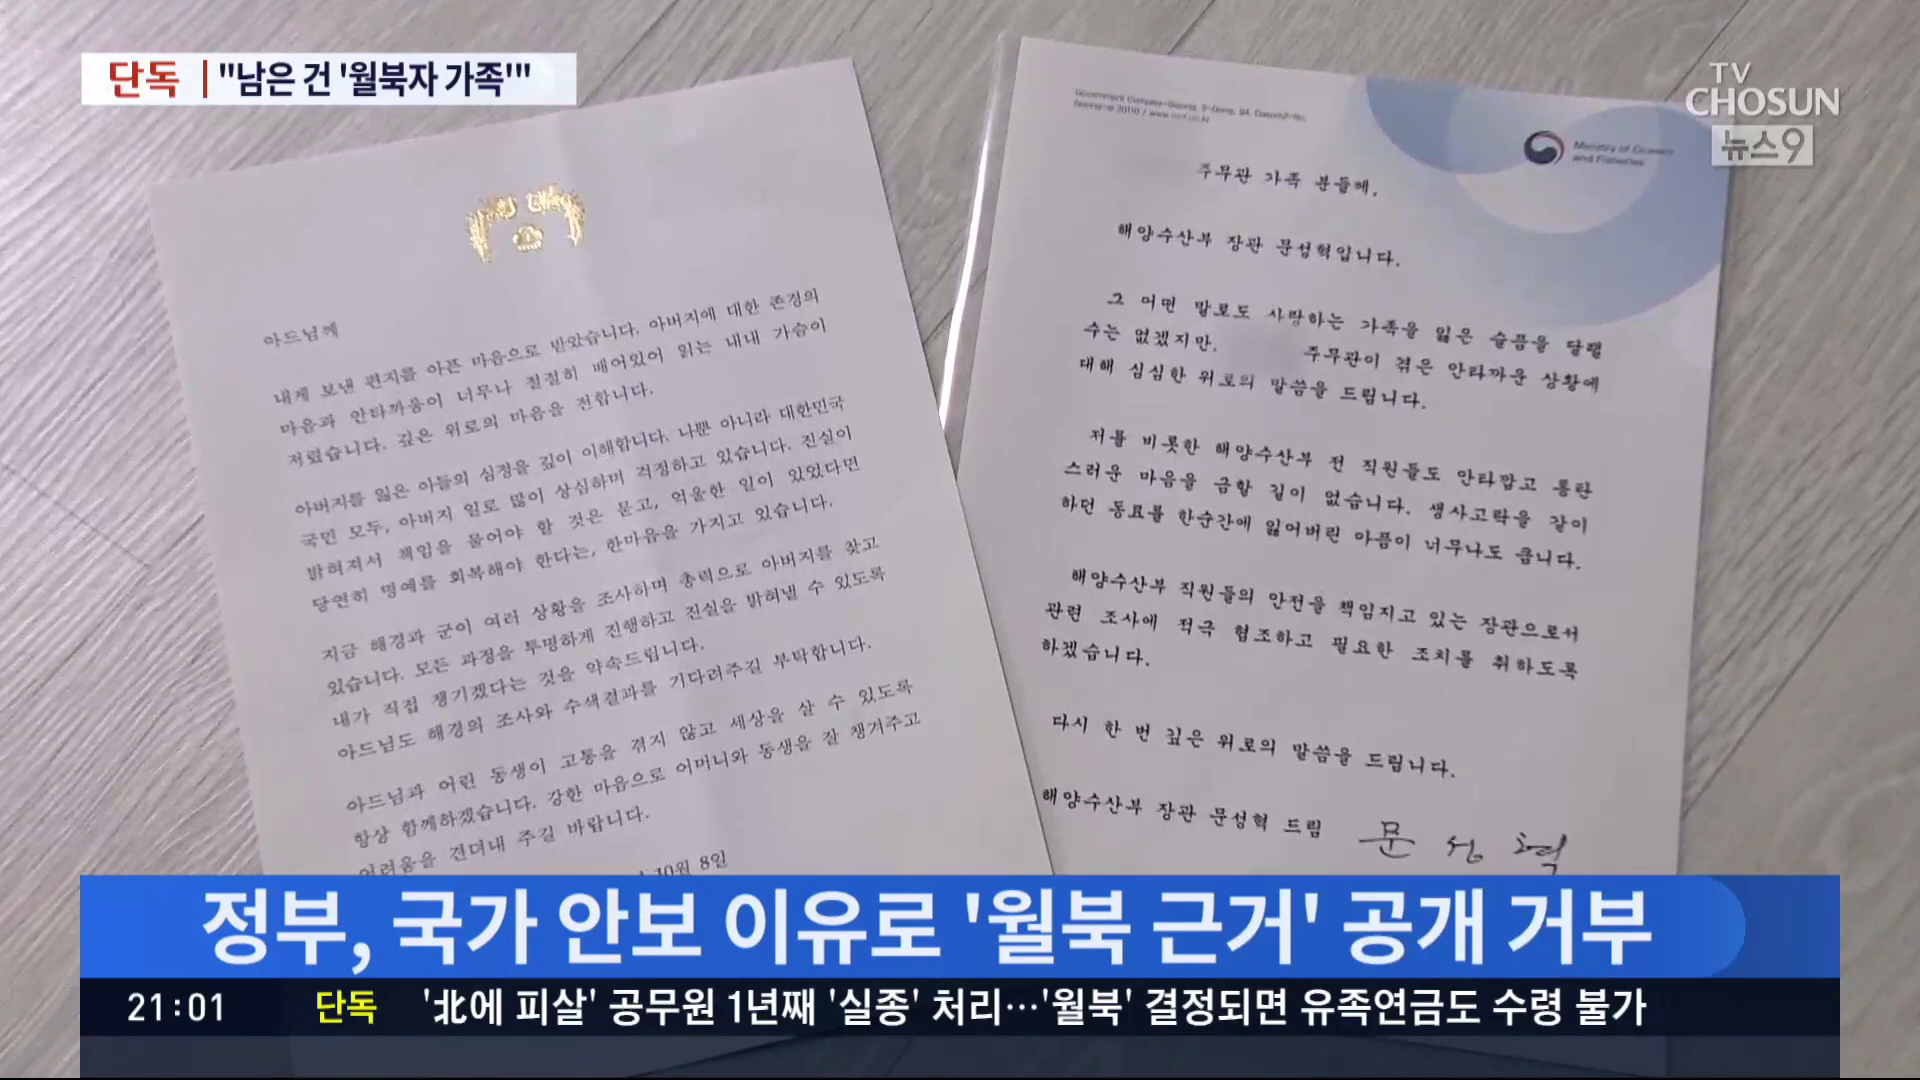 단독 "남은 건 '월북자 가족'"
TV
CHOSUN
뉴스9
아드님께
내게 보낸 편지를 아픈 마음으로 받았습니다. 아버지에 대한 존경의
마음과 안타까움이 너무나 절절히 배어있어 읽는 내내 가슴이
저렸습니다. 깊은 위로의 마음을 전합니다.
아버지를 잃은 아들의 심정을 깊이 이해합니다. 나뿐 아니라 대한민국
국민 모두, 아버지 일로 많이 상심하며 걱정하고 있습니다. 진실이
밝혀져서 책임을 물어야 할 것은 묻고, 억울한 일이 있었다면
당연히 명예를 회복해야 한다는, 한마음을 가지고 있습니다.
지금 해경과 군이 여러 상황을 조사하며 총력으로 아버지를 찾고
있습니다. 모든 과정을 투명하게 진행하고 진실을 밝혀낼 수 있도록
내가 직접 챙기겠다는 것을 약속드립니다.
아드님도 해경의 조사와 수색결과를 기다려주길 부탁합니다.
아드님과 어린 동생이 고통을 겪지 않고 세상을 살 수 있도록
항상 함께하겠습니다. 강한 마음으로 어머니와 동생을 잘 챙겨주고
어려움을 견뎌내 주길 바랍니다.
10월 8일
Government Complex-Sejong, 5-Dong, 94, Dasom2-Ro,
Sejong-si 30110 / www.mof.go.kr
Ministry of Oceans
and Fisheries
주무관 가족 분들께,
해양수산부 장관 문성혁입니다.
그 어떤 말로도 사랑하는 가족을 잃은 슬픔을 달랠
수는 없겠지만, 주무관이 겪은 안타까운 상황에
대해 심심한 위로의 말씀을 드립니다.
저를 비롯한 해양수산부 전 직원들도 안타깝고 통탄
스러운 마음을 금할 길이 없습니다. 생사고락을 같이
하던 동료를 한순간에 잃어버린 아픔이 너무나도 큽니다.
해양수산부 직원들의 안전을 책임지고 있는 장관으로서
관련 조사에 적극 협조하고 필요한 조치를 취하도록
하겠습니다.
다시 한 번 깊은 위로의 말씀을 드립니다.
해양수산부 장관 문성혁 드림 문성혁
정부, 국가 안보 이유로 '월북 근거' 공개 거부
21:01 단독 '北에 피살' 공무원 1년째 '실종' 처리…'월북' 결정되면 유족연금도 수령 불가